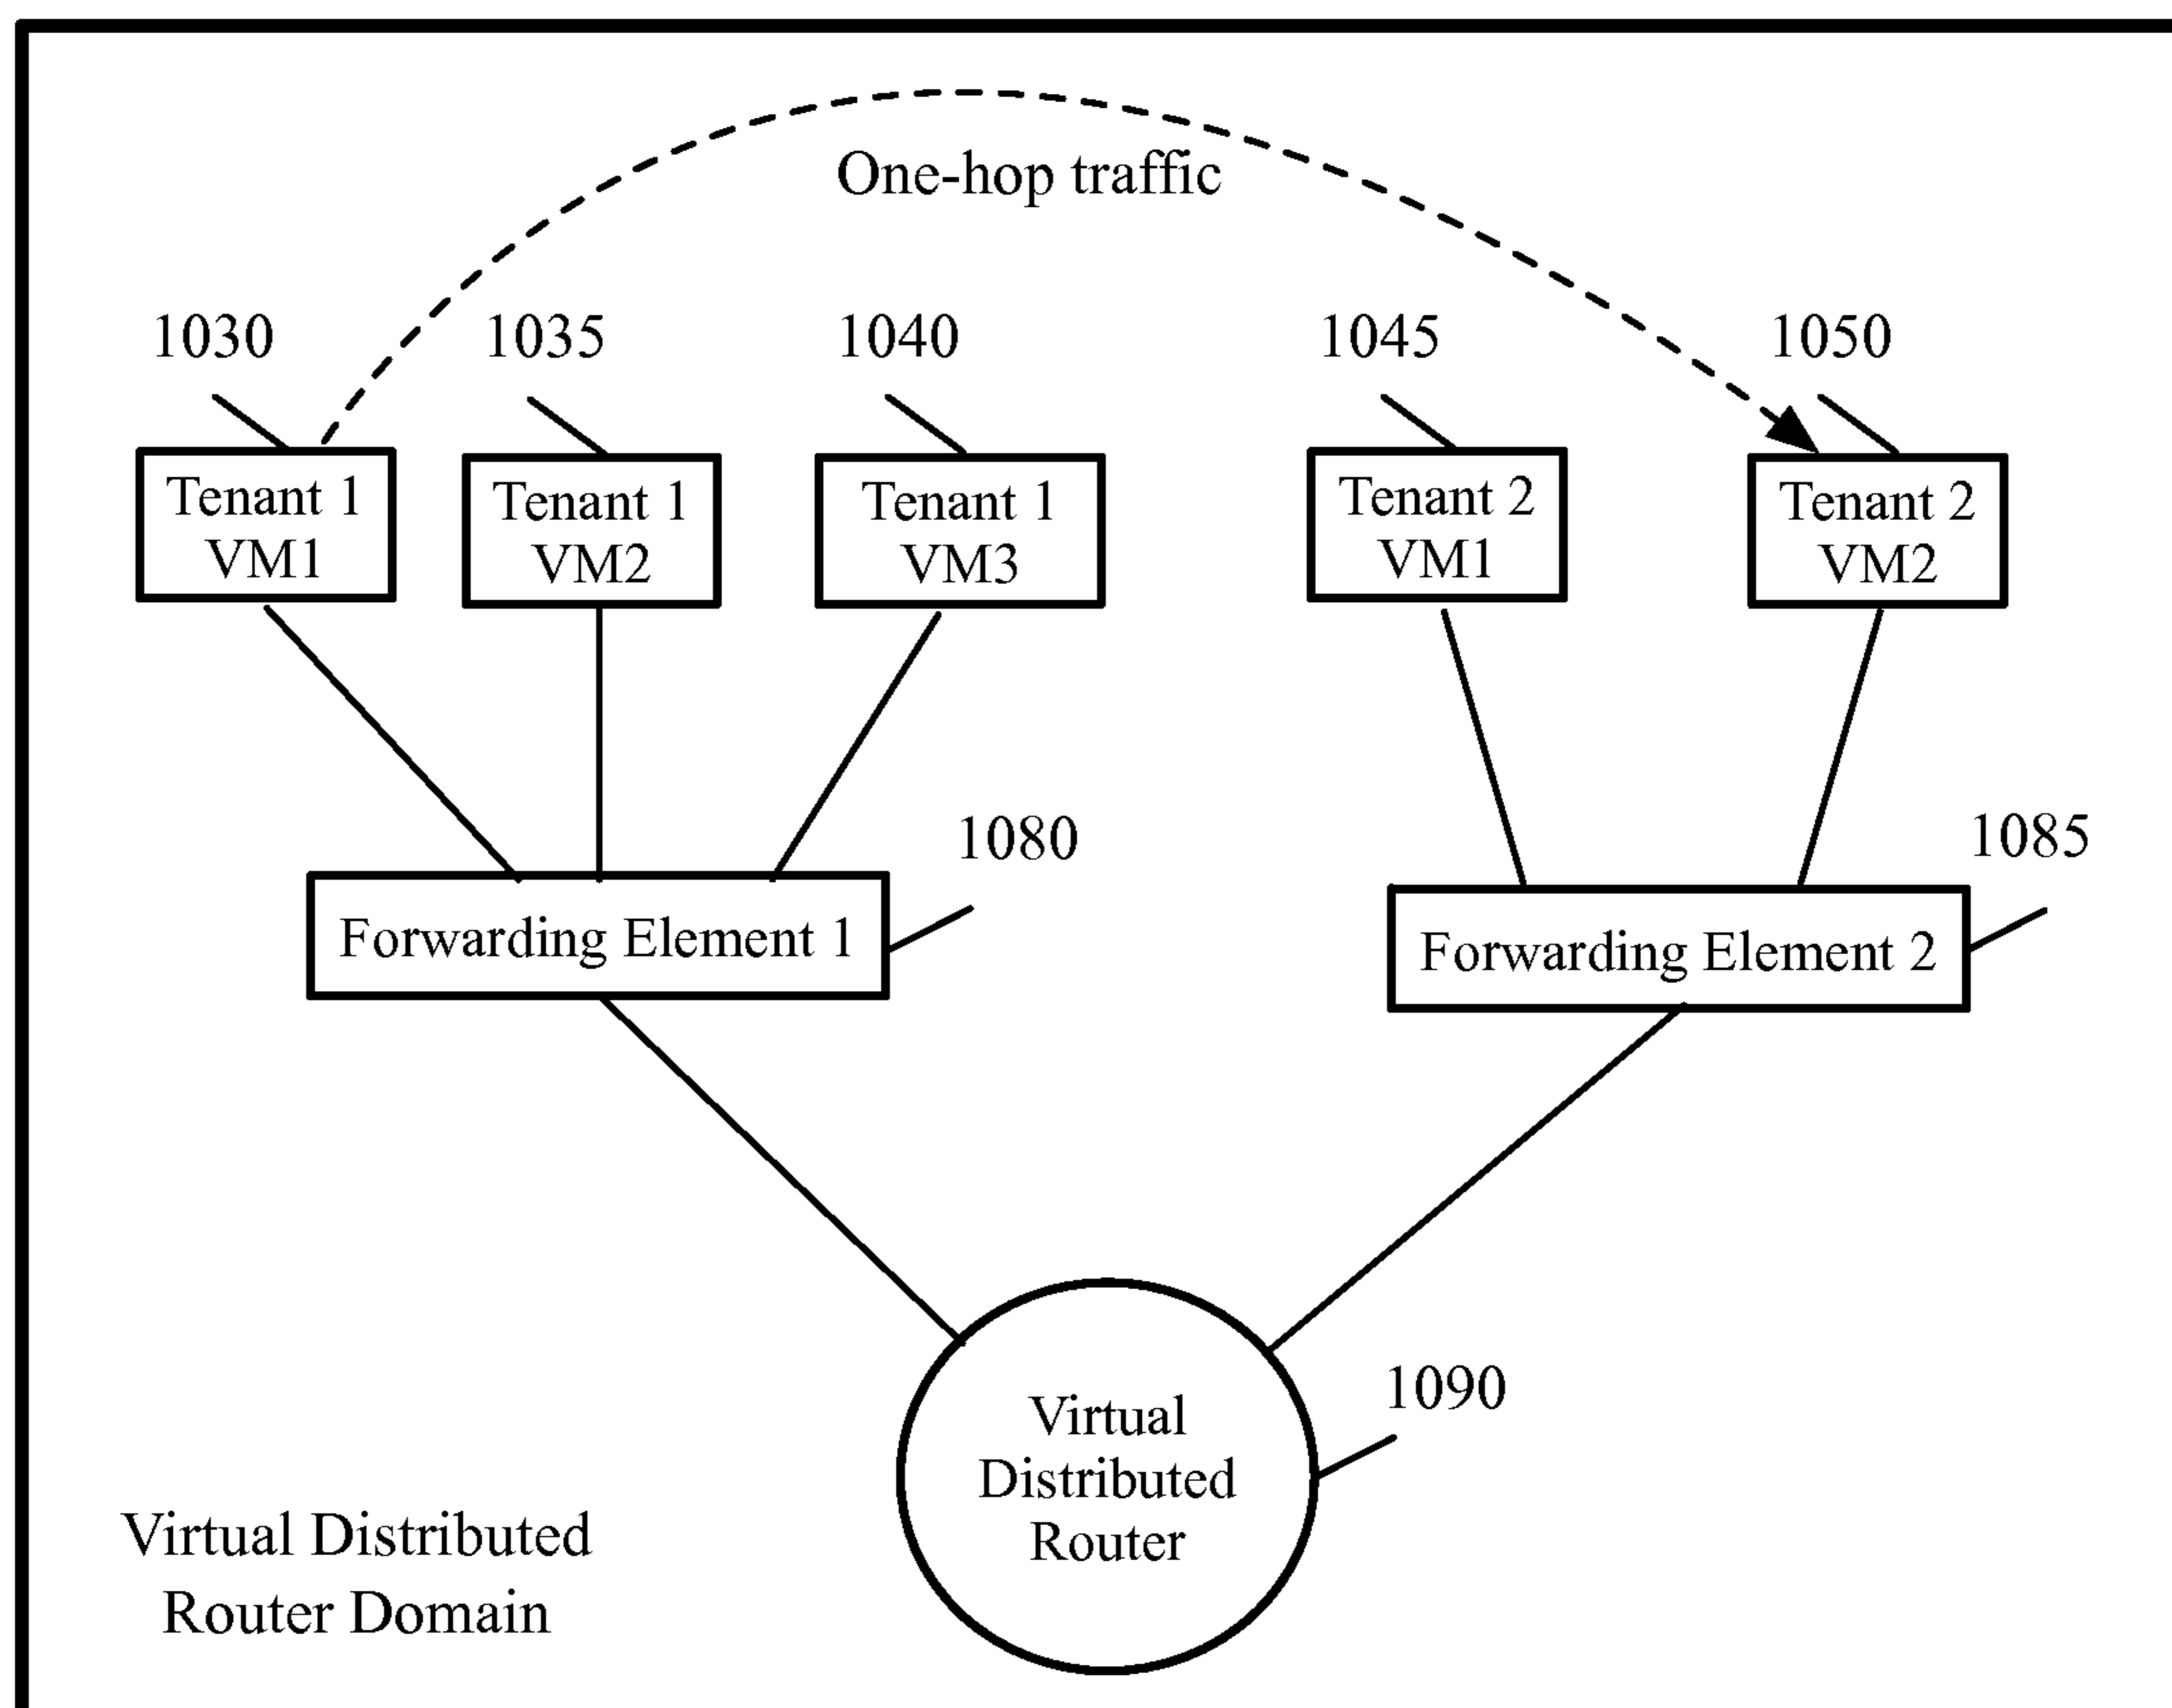 One-hop traffic
1030
1035
1040
1045
1050
Tenant 1
VM1
Tenant 1
VM2
Tenant 1
VM3
Tenant 2
VM1
Tenant 2
VM2
1080
1085
Forwarding Element 1
Forwarding Element 2
1090
Virtual
Distributed
Router
Virtual Distributed
Router Domain